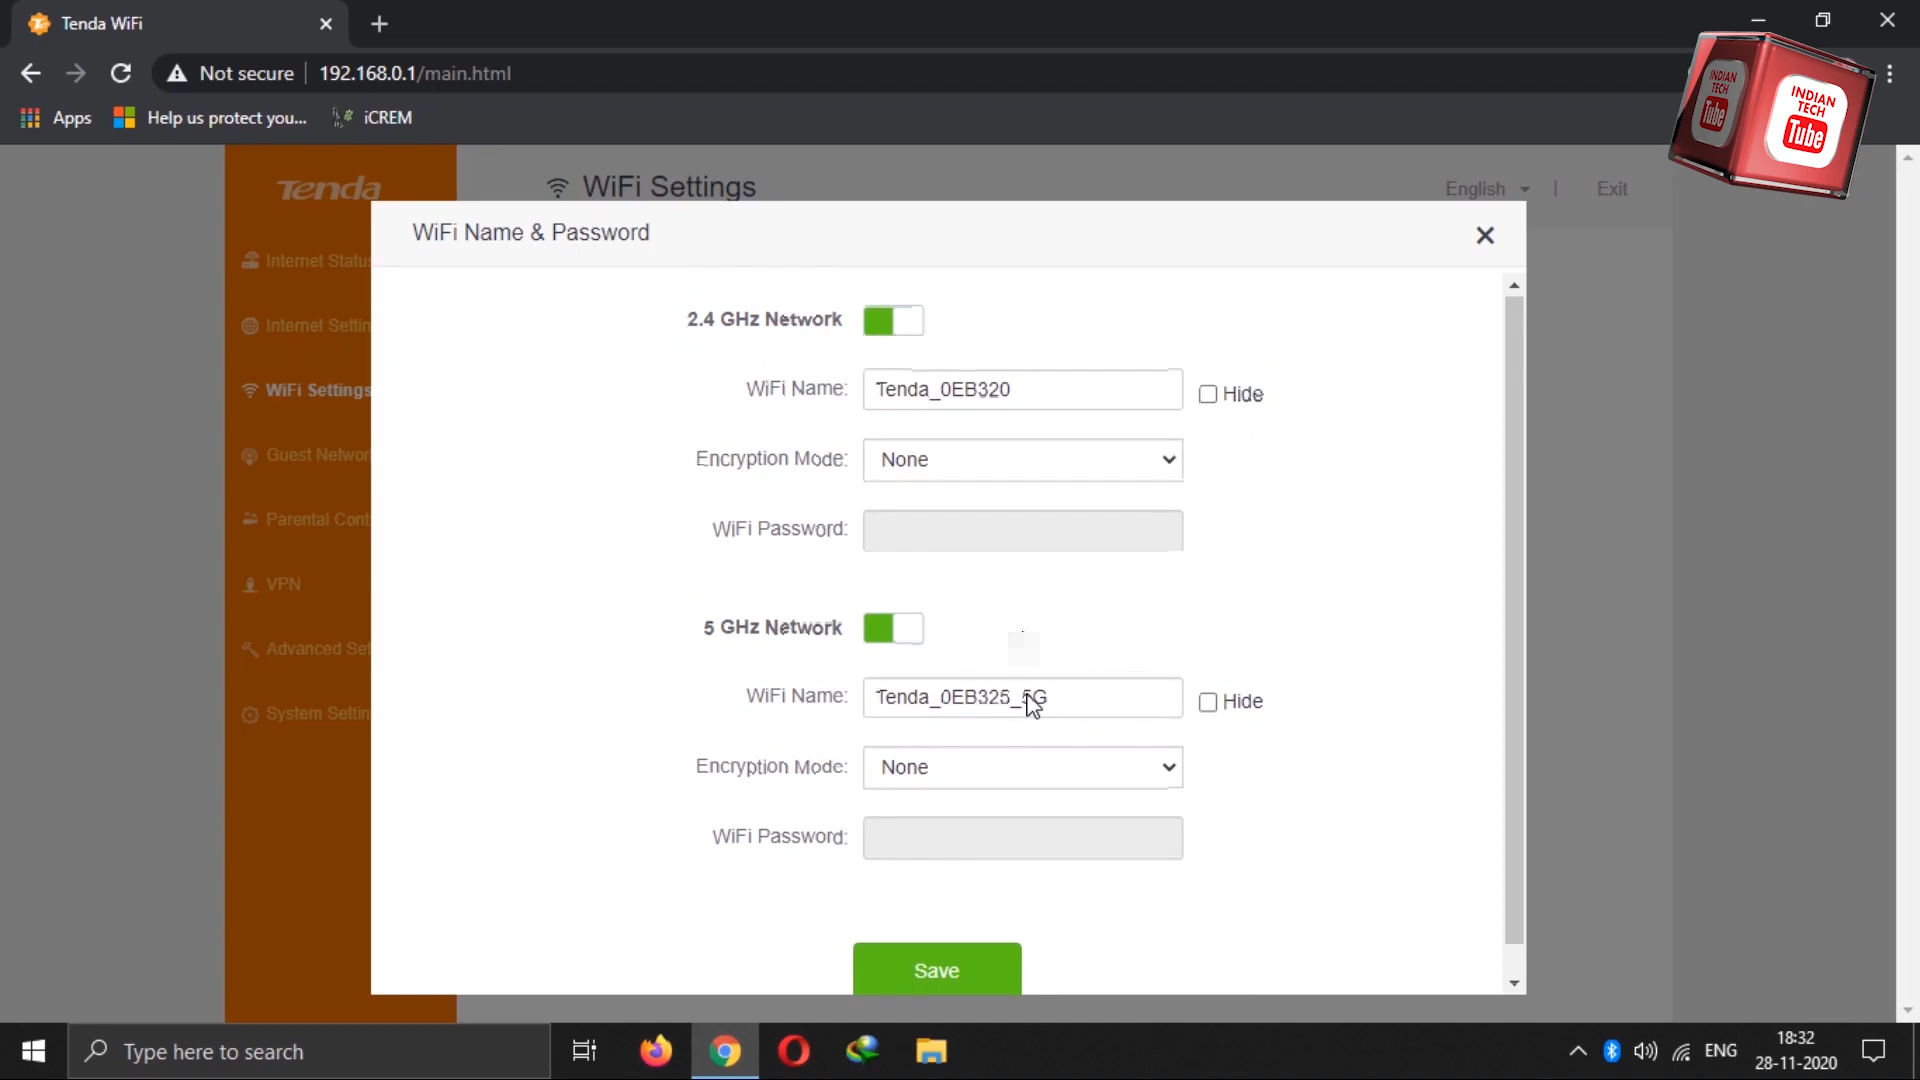 Tenda WiFi
Not secure
192.168.0.1/main.html
Apps
Help us protect you...
iCREM
INDIAN
TECH
Tube
INDIAN
TECH
Tube
Tenda
WiFi Settings
English
Exit
WiFi Name & Password
Internet Status
Internet Settin
WiFi Settings
Guest Networ
Parental Cont
VPN
Advanced Set
System Settin
2.4 GHz Network
WiFi Name:
Tenda_0EB320
Hide
Encryption Mode:
None
WiFi Password:
5 GHz Network
WiFi Name:
Tenda_0EB325_5G
Hide
Encryption Mode:
None
WiFi Password:
Save
Type here to search
ENG
18:32
28-11-2020